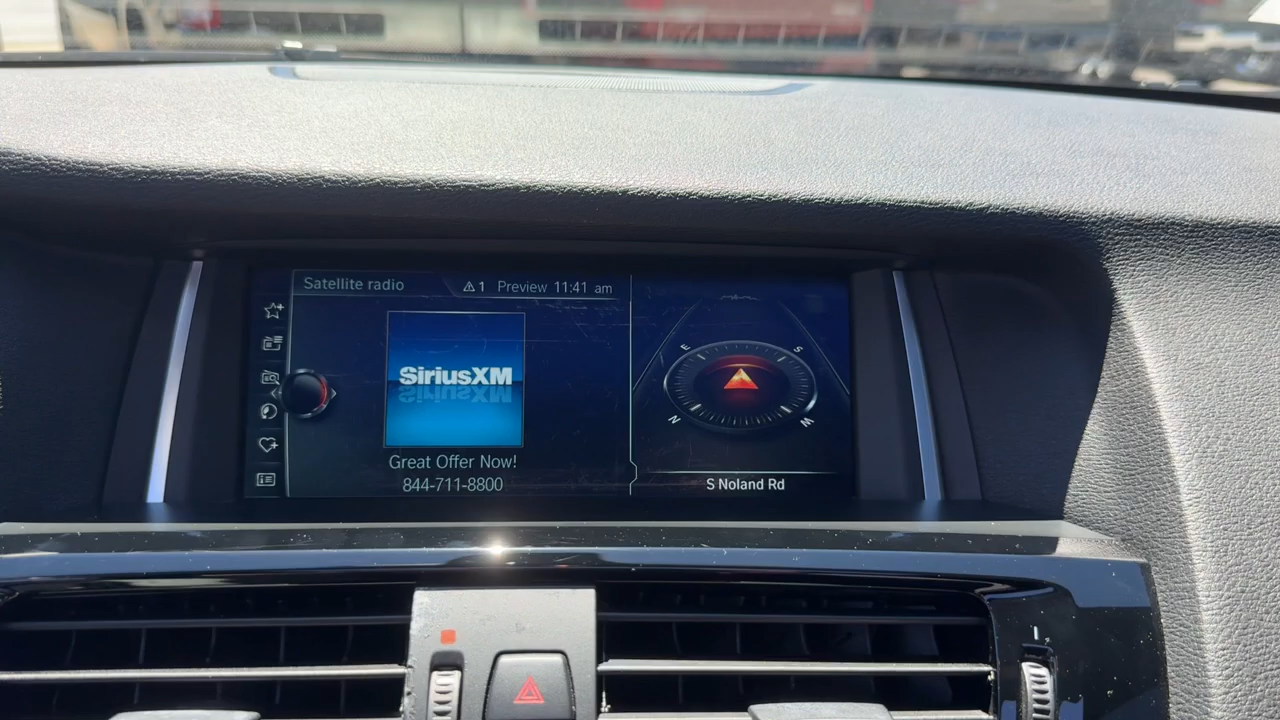 Satellite radio
1 Preview 11:41 am
SiriusXM
Great Offer Now!
844-711-8800
E
S
N
W
S Noland Rd